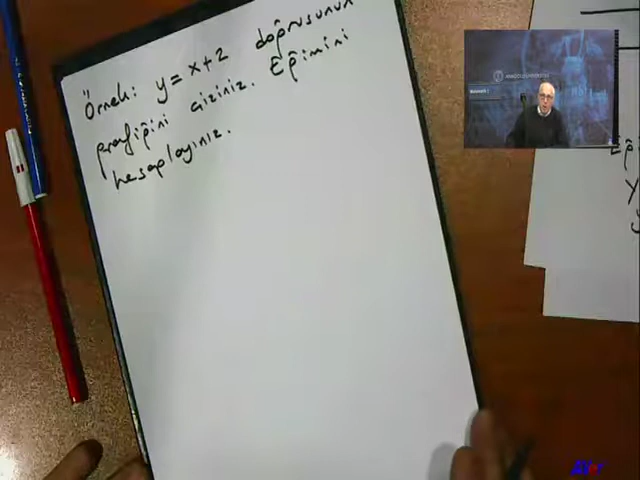 Örnek: y=x+2 doğrusunun
grafiğini çiziniz. Eğimini
hesaplayınız.